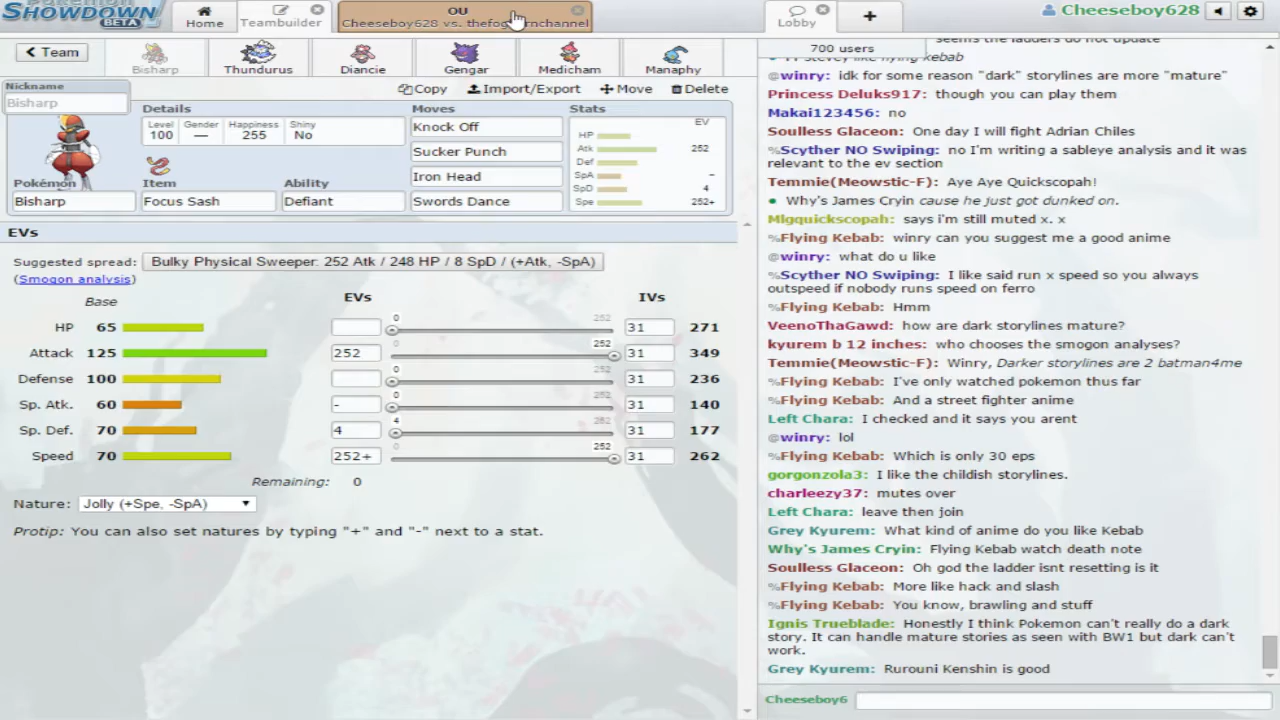 Pokémon
Showdown
BETA
Home
Teambuilder
OU
Cheeseboy628 vs. thefog
rnchannel
Lobby
Cheeseboy628
< Team
Bisharp
Thundurus
Diancie
Gengar
Medicham
Manaphy
Copy
Import/Export
Move
Delete
Nickname
Bisharp
Details
Level
100
Gender
—
Happiness
255
Shiny
No
Pokémon
Bisharp
Item
Focus Sash
Ability
Defiant
Moves
Knock Off
Sucker Punch
Iron Head
Swords Dance
Stats
EV
HP
Atk 252
Def
SpA -
SpD 4
Spe 252+
EVs
Suggested spread: Bulky Physical Sweeper: 252 Atk / 248 HP / 8 SpD / (+Atk, -SpA)
(Smogon analysis)
Base EVs IVs
HP 65 0 252 31 271
Attack 125 252 0 252 31 349
Defense 100 0 252 31 236
Sp. Atk. 60 - 0 252 31 140
Sp. Def. 70 4 4 252 31 177
Speed 70 252+ 0 252 31 262
Remaining: 0
Nature: Jolly (+Spe, -SpA)
Protip: You can also set natures by typing "+" and "-" next to a stat.
700 users
seems the ladders do not update
stevey like flying kebab
@winry: idk for some reason "dark" storylines are more "mature"
Princess Deluks917: though you can play them
Makai123456: no
Soulless Glaceon: One day I will fight Adrian Chiles
%Scyther NO Swiping: no I'm writing a sableye analysis and it was
relevant to the ev section
Temmie(Meowstic-F): Aye Aye Quickscopah!
• Why's James Cryin cause he just got dunked on.
Mlgquickscopah: says i'm still muted x. x
%Flying Kebab: winry can you suggest me a good anime
@winry: what do u like
%Scyther NO Swiping: I like said run x speed so you always
outspeed if nobody runs speed on ferro
%Flying Kebab: Hmm
VeenoThaGawd: how are dark storylines mature?
kyurem b 12 inches: who chooses the smogon analyses?
Temmie(Meowstic-F): Winry, Darker storylines are 2 batman4me
%Flying Kebab: I've only watched pokemon thus far
%Flying Kebab: And a street fighter anime
Left Chara: I checked and it says you arent
@winry: lol
%Flying Kebab: Which is only 30 eps
gorgonzola3: I like the childish storylines.
charleezy37: mutes over
Left Chara: leave then join
Grey Kyurem: What kind of anime do you like Kebab
Why's James Cryin: Flying Kebab watch death note
Soulless Glaceon: Oh god the ladder isnt resetting is it
%Flying Kebab: More like hack and slash
%Flying Kebab: You know, brawling and stuff
Ignis Trueblade: Honestly I think Pokemon can't really do a dark
story. It can handle mature stories as seen with BW1 but dark can't
work.
Grey Kyurem: Rurouni Kenshin is good
Cheeseboy6